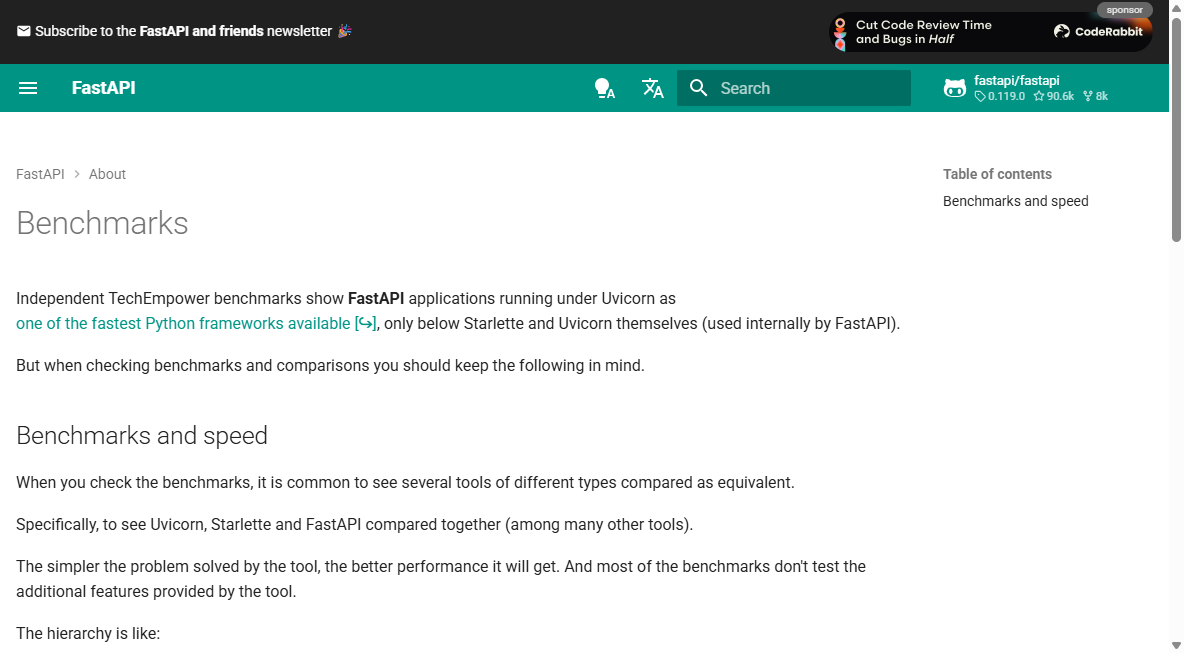 Subscribe to the FastAPI and friends newsletter 🎉
sponsor
Cut Code Review Time
and Bugs in Half
CodeRabbit
FastAPI
Search
fastapi/fastapi
0.119.0 90.6k 8k
FastAPI > About
Benchmarks
Table of contents
Benchmarks and speed
Independent TechEmpower benchmarks show FastAPI applications running under Uvicorn as
one of the fastest Python frameworks available [↪], only below Starlette and Uvicorn themselves (used internally by FastAPI).
But when checking benchmarks and comparisons you should keep the following in mind.
Benchmarks and speed
When you check the benchmarks, it is common to see several tools of different types compared as equivalent.
Specifically, to see Uvicorn, Starlette and FastAPI compared together (among many other tools).
The simpler the problem solved by the tool, the better performance it will get. And most of the benchmarks don't test the
additional features provided by the tool.
The hierarchy is like: